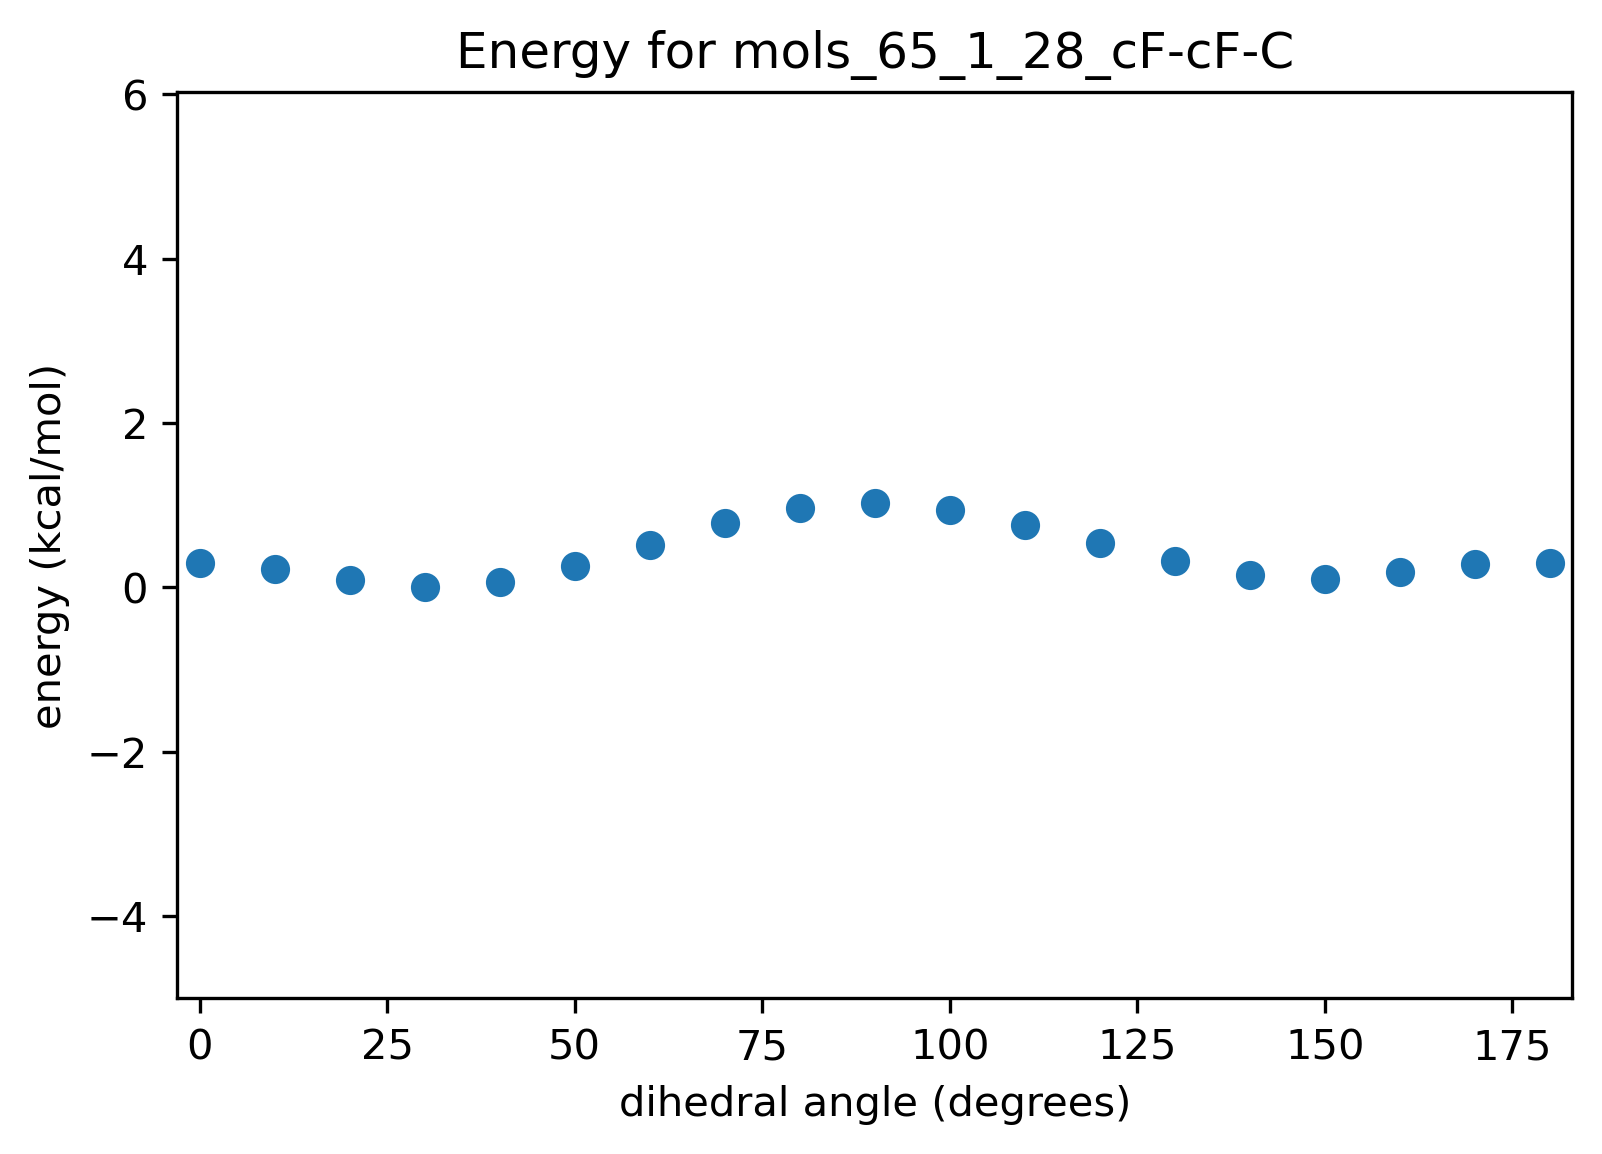 Energy for mols_65_1_28_cF-cF-C
6
4
2
0
−2
−4
energy (kcal/mol)
0 25 50 75 100 125 150 175
dihedral angle (degrees)